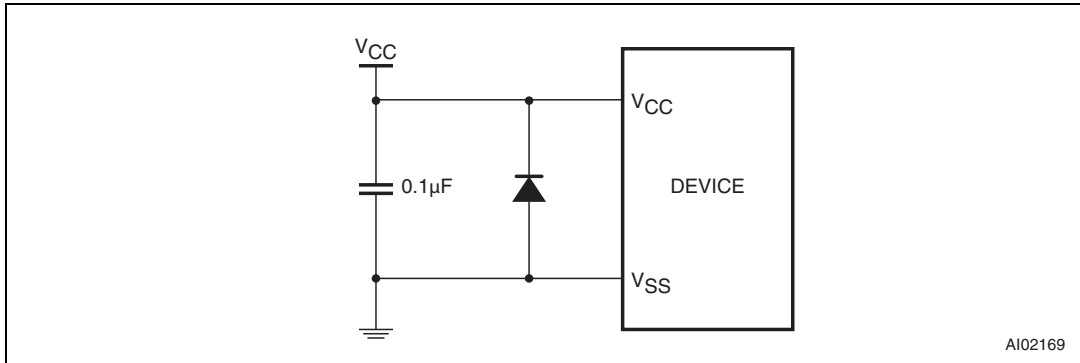 VCC
VCC
0.1µF
DEVICE
VSS
AI02169